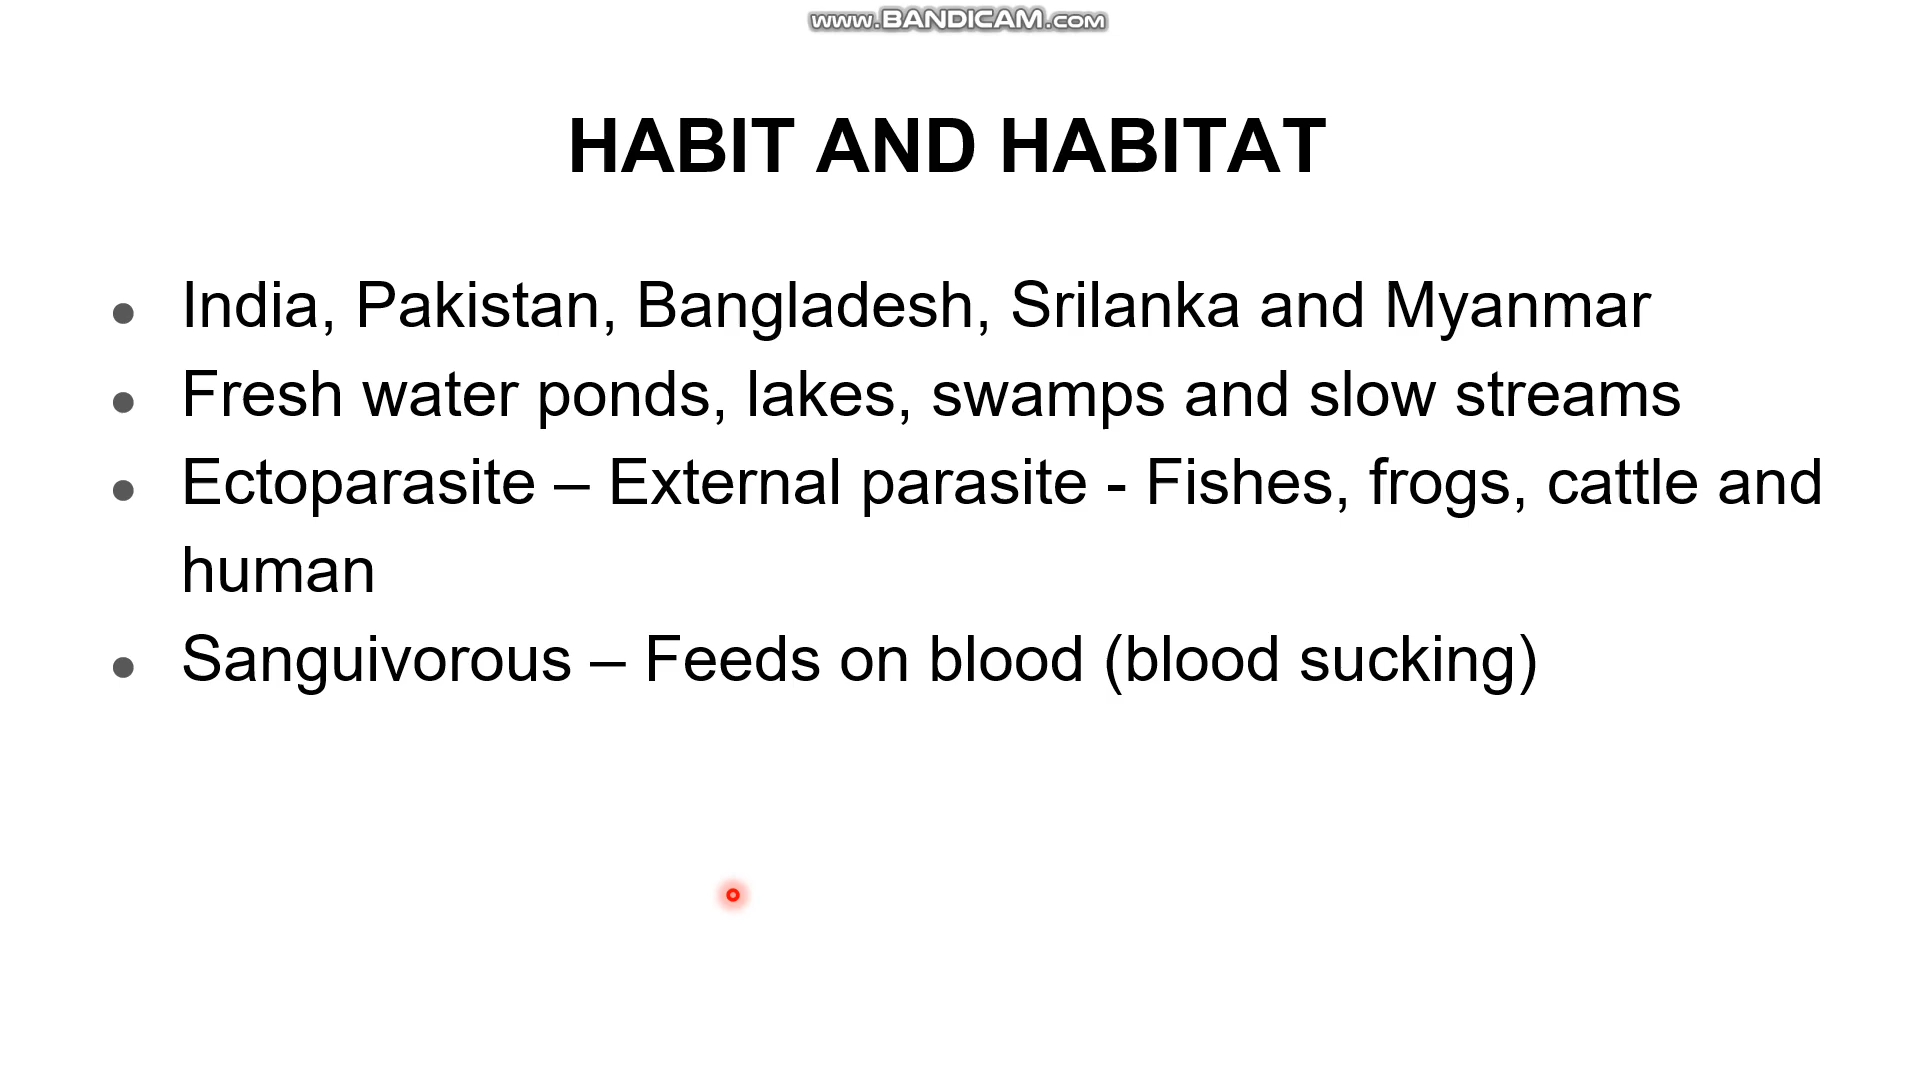 www.BANDICAM.com
HABIT AND HABITAT
● India, Pakistan, Bangladesh, Srilanka and Myanmar
● Fresh water ponds, lakes, swamps and slow streams
● Ectoparasite – External parasite - Fishes, frogs, cattle and
human
● Sanguivorous – Feeds on blood (blood sucking)